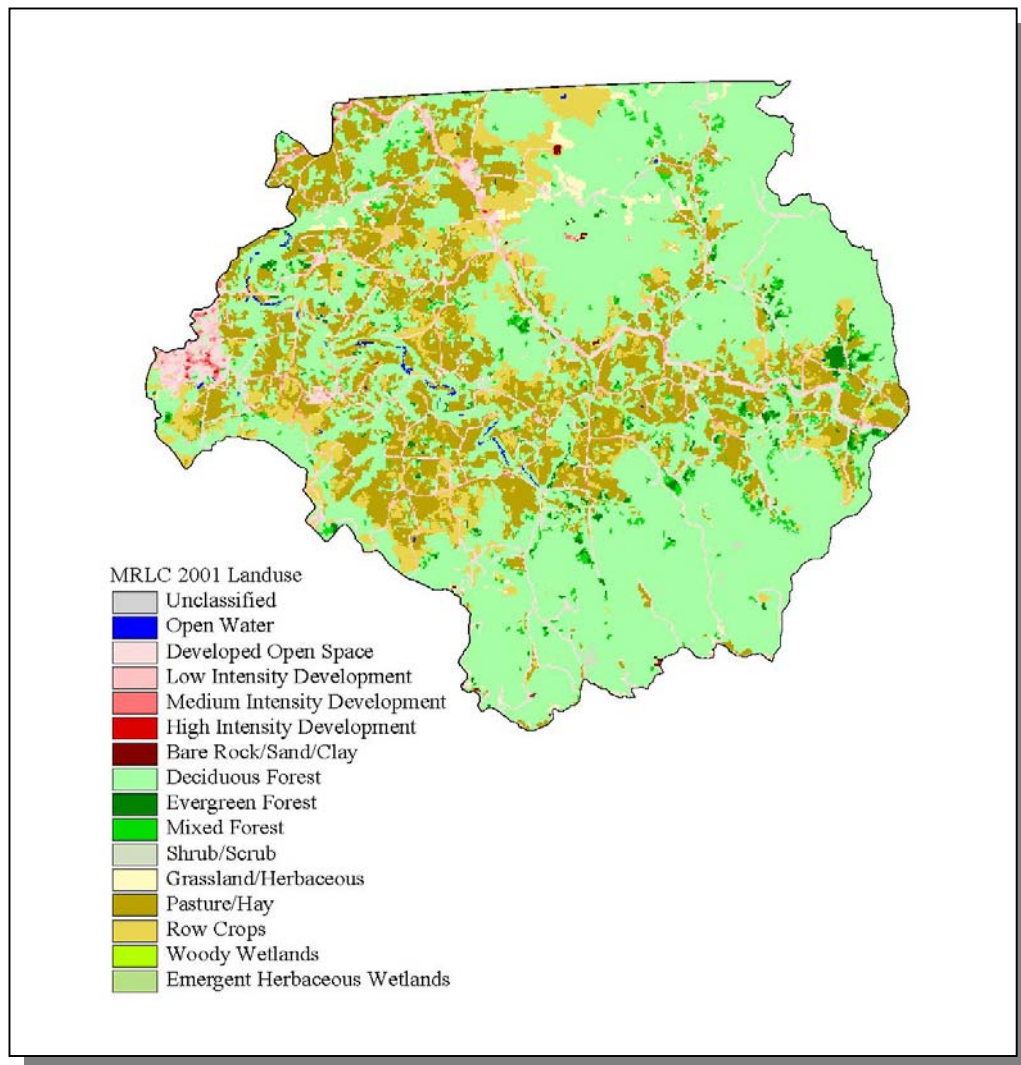 MRLC 2001 Landuse
Unclassified
Open Water
Developed Open Space
Low Intensity Development
Medium Intensity Development
High Intensity Development
Bare Rock/Sand/Clay
Deciduous Forest
Evergreen Forest
Mixed Forest
Shrub/Scrub
Grassland/Herbaceous
Pasture/Hay
Row Crops
Woody Wetlands
Emergent Herbaceous Wetlands